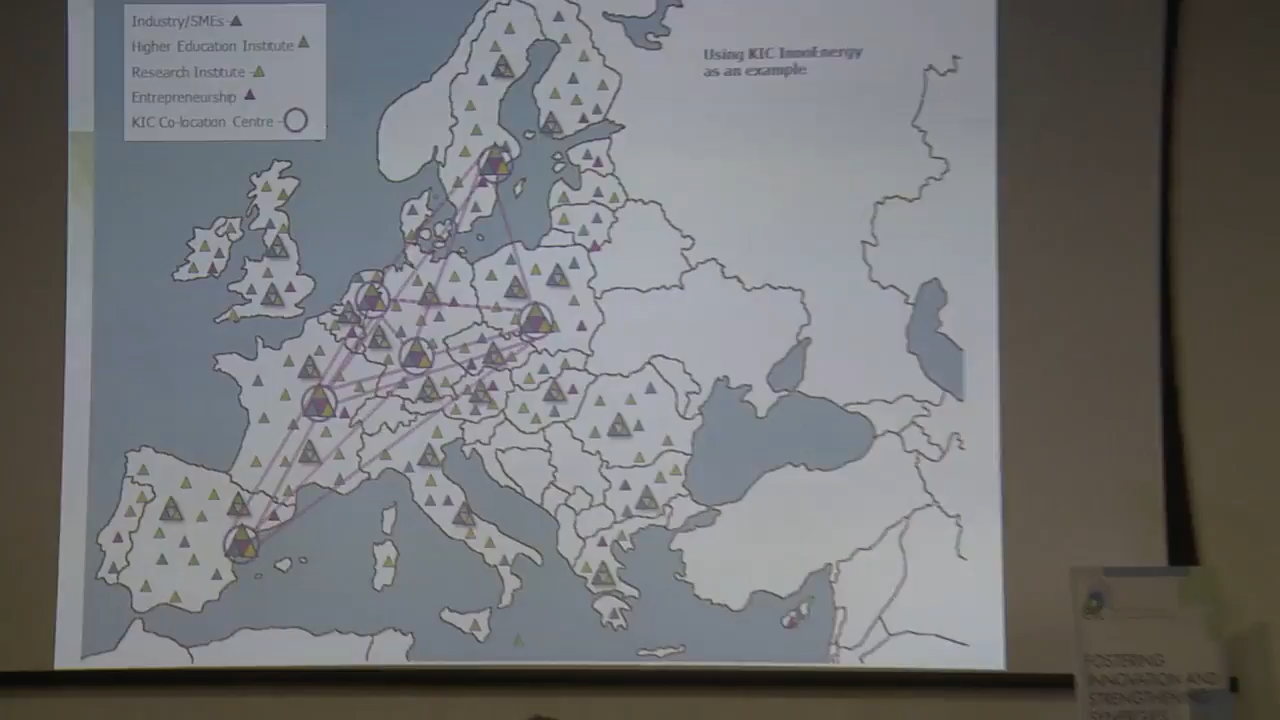 Industry/SMEs -
Higher Education Institute
Research Institute -
Entrepreneurship
KIC Co-location Centre -
Using KIC InnoEnergy
as an example
FOSTERING
INNOVATION AND